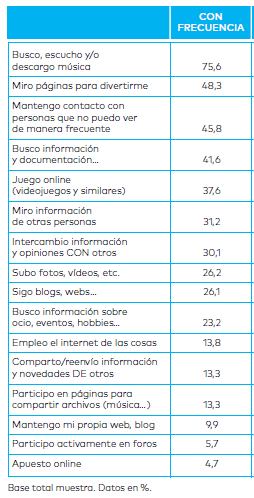 CON
FRECUENCIA
Busco, escucho y/o
descargo música 75,6
Miro páginas para divertirme 48,3
Mantengo contacto con
personas que no puedo ver
de manera frecuente 45,8
Busco información
y documentación... 41,6
Juego online
(videojuegos y similares) 37,6
Miro información
de otras personas 31,2
Intercambio información
y opiniones CON otros 30,1
Subo fotos, vídeos, etc. 26,2
Sigo blogs, webs... 26,1
Busco información sobre
ocio, eventos, hobbies... 23,2
Empleo el internet de las cosas 13,8
Comparto/reenvío información
y novedades DE otros 13,3
Participo en páginas para
compartir archivos (música...) 13,3
Mantengo mi propia web, blog 9,9
Participo activamente en foros 5,7
Apuesto online 4,7
Base total muestra. Datos en %.